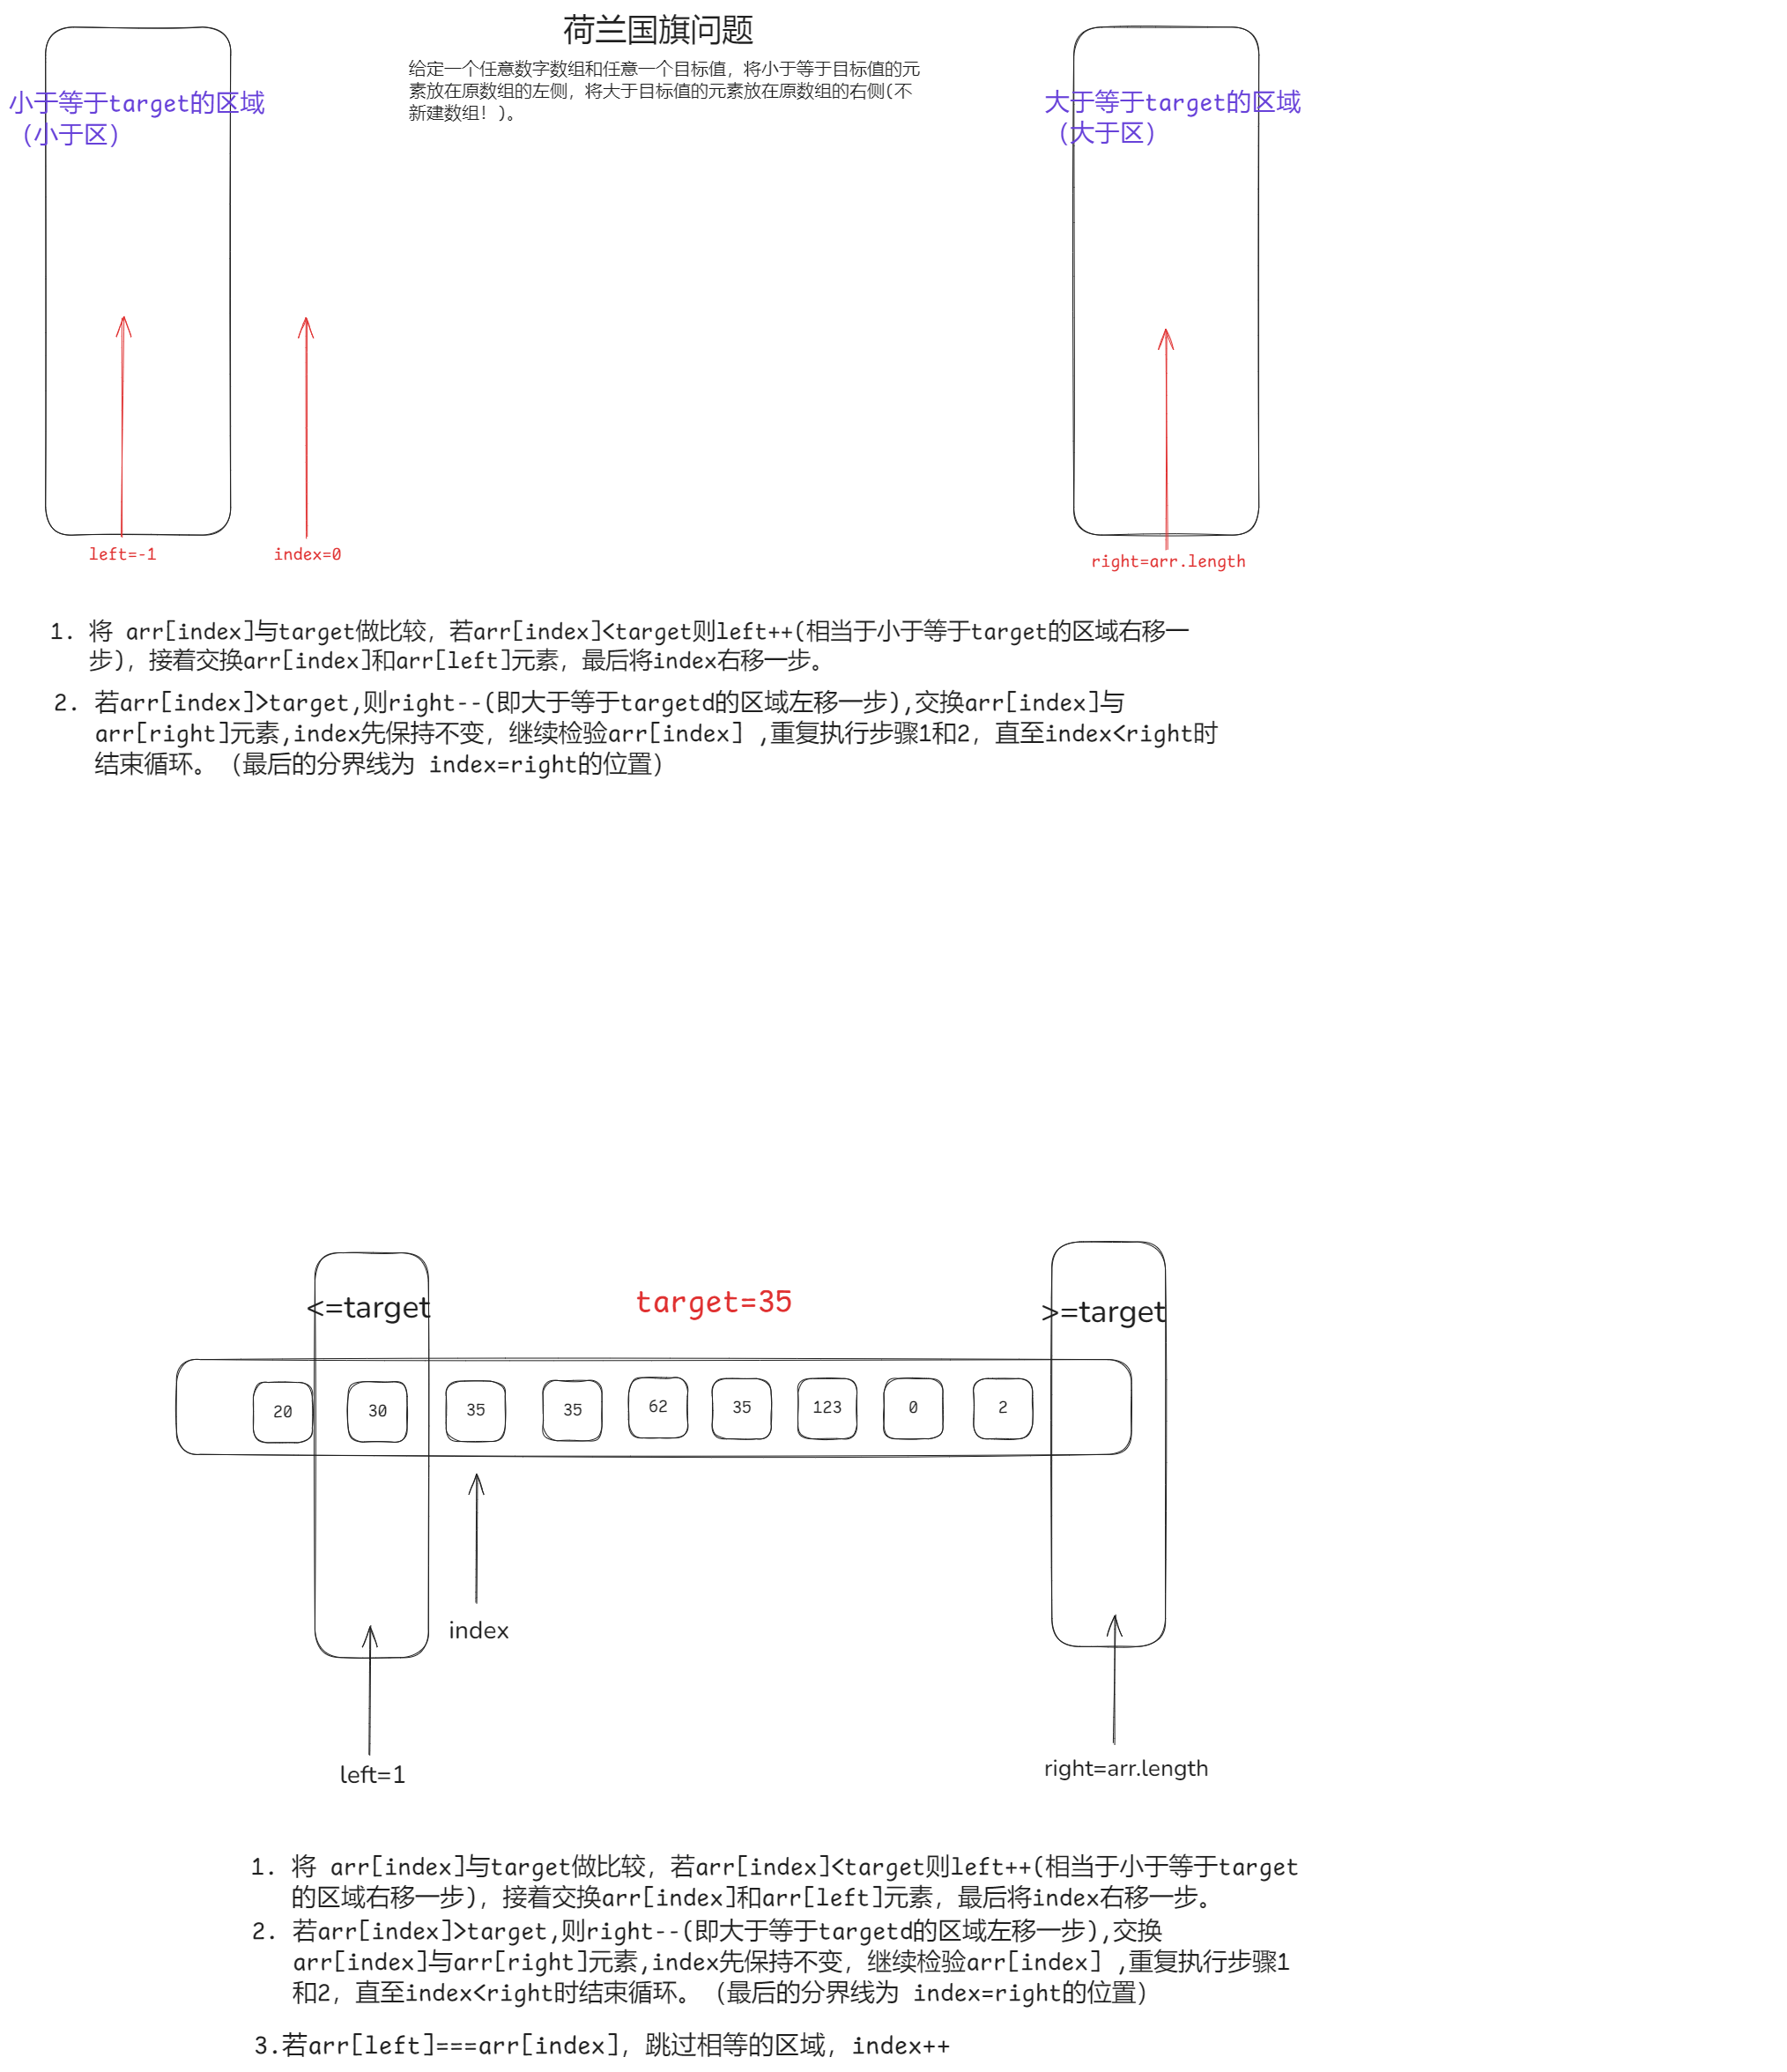 荷兰国旗问题
给定一个任意数字数组和任意一个目标值，将小于等于目标值的元
素放在原数组的左侧，将大于目标值的元素放在原数组的右侧(不
新建数组！)。
小于等于target的区域
（小于区）
大于等于target的区域
（大于区）
left=-1
index=0
right=arr.length
1. 将 arr[index]与target做比较，若arr[index]<target则left++(相当于小于等于target的区域右移一
步)，接着交换arr[index]和arr[left]元素，最后将index右移一步。
2. 若arr[index]>target,则right--(即大于等于targetd的区域左移一步),交换arr[index]与
arr[right]元素,index先保持不变，继续检验arr[index] ,重复执行步骤1和2，直至index<right时
结束循环。（最后的分界线为 index=right的位置）
<=target
target=35
>=target
20 30 35 35 62 35 123 0 2
index
left=1
right=arr.length
1. 将 arr[index]与target做比较，若arr[index]<target则left++(相当于小于等于target
的区域右移一步)，接着交换arr[index]和arr[left]元素，最后将index右移一步。
2. 若arr[index]>target,则right--(即大于等于targetd的区域左移一步),交换
arr[index]与arr[right]元素,index先保持不变，继续检验arr[index] ,重复执行步骤1
和2，直至index<right时结束循环。（最后的分界线为 index=right的位置）
3.若arr[left]===arr[index]，跳过相等的区域，index++